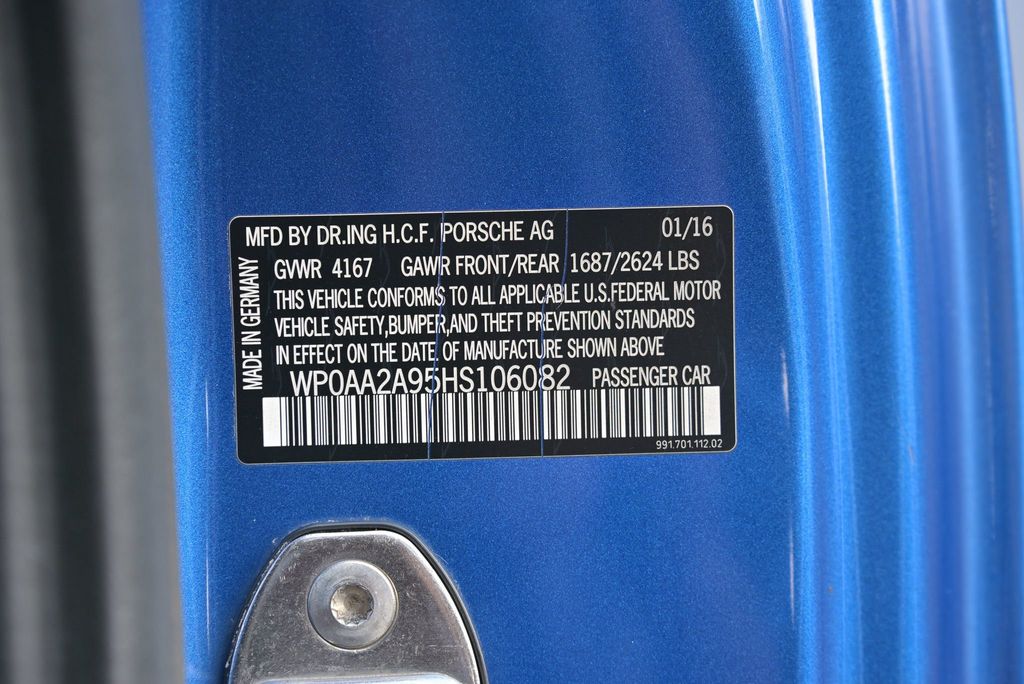 MFD BY DR.ING H.C.F. PORSCHE AG 01/16
GVWR 4167 GAWR FRONT/REAR 1687/2624 LBS
THIS VEHICLE CONFORMS TO ALL APPLICABLE U.S.FEDERAL MOTOR
VEHICLE SAFETY,BUMPER,AND THEFT PREVENTION STANDARDS
IN EFFECT ON THE DATE OF MANUFACTURE SHOWN ABOVE
WP0AA2A95HS106082 PASSENGER CAR
991.701.112.02
MADE IN GERMANY